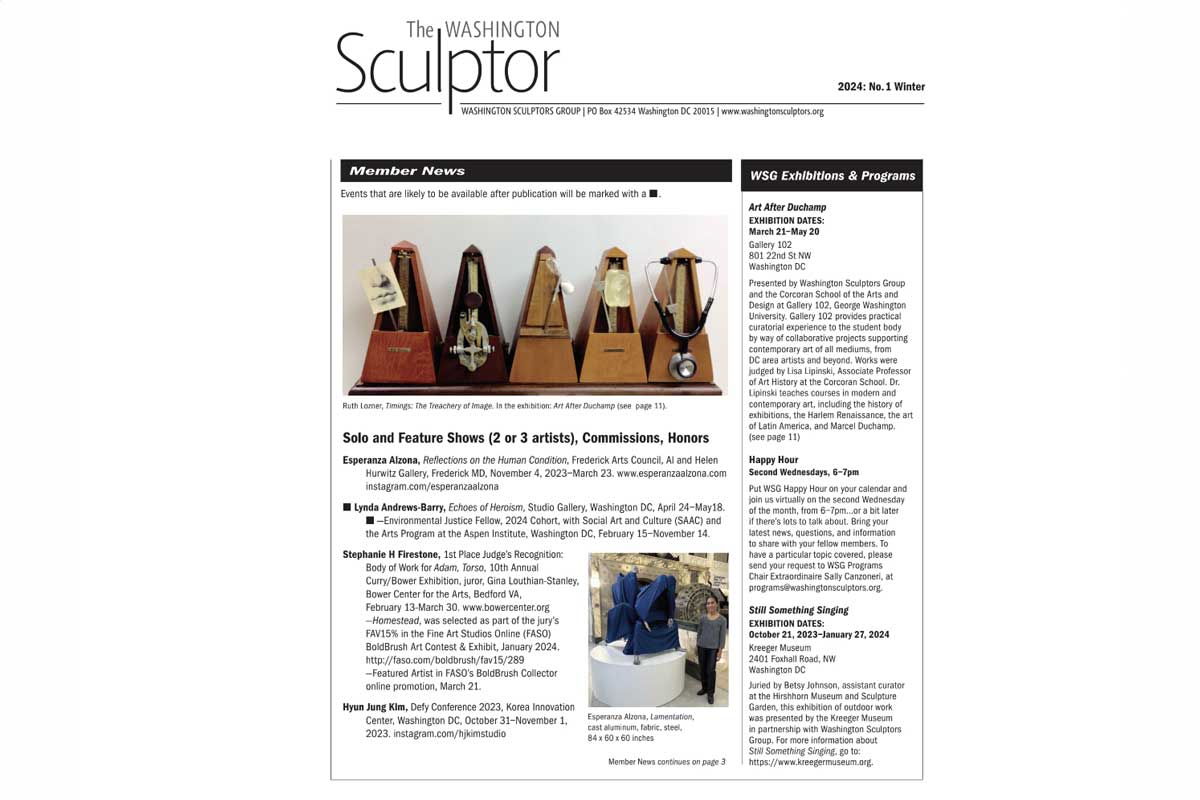 The WASHINGTON
Sculptor
2024: No. 1 Winter
WASHINGTON SCULPTORS GROUP | PO Box 42534 Washington DC 20015 | www.washingtonsculptors.org
Member News
Events that are likely to be available after publication will be marked with a ■.
Ruth Lozner, Timings: The Treachery of Image. In the exhibition: Art After Duchamp (see page 11).
Solo and Feature Shows (2 or 3 artists), Commissions, Honors
Esperanza Alzona, Reflections on the Human Condition, Frederick Arts Council, Al and Helen
Hurwitz Gallery, Frederick MD, November 4, 2023–March 23. www.esperanzaalzona.com
instagram.com/esperanzaalzona
■ Lynda Andrews-Barry, Echoes of Heroism, Studio Gallery, Washington DC, April 24–May18.
■ —Environmental Justice Fellow, 2024 Cohort, with Social Art and Culture (SAAC) and
the Arts Program at the Aspen Institute, Washington DC, February 15–November 14.
Stephanie H Firestone, 1st Place Judge's Recognition:
Body of Work for Adam, Torso, 10th Annual
Curry/Bower Exhibition, juror, Gina Louthian-Stanley,
Bower Center for the Arts, Bedford VA,
February 13-March 30. www.bowercenter.org
—Homestead, was selected as part of the jury's
FAV15% in the Fine Art Studios Online (FASO)
BoldBrush Art Contest & Exhibit, January 2024.
http://faso.com/boldbrush/fav15/289
—Featured Artist in FASO's BoldBrush Collector
online promotion, March 21.
Hyun Jung Kim, Defy Conference 2023, Korea Innovation
Center, Washington DC, October 31–November 1,
2023. instagram.com/hjkimstudio
Esperanza Alzona, Lamentation,
cast aluminum, fabric, steel,
84 x 60 x 60 inches
Member News continues on page 3
WSG Exhibitions & Programs
Art After Duchamp
EXHIBITION DATES:
March 21–May 20
Gallery 102
801 22nd St NW
Washington DC
Presented by Washington Sculptors Group
and the Corcoran School of the Arts and
Design at Gallery 102, George Washington
University. Gallery 102 provides practical
curatorial experience to the student body
by way of collaborative projects supporting
contemporary art of all mediums, from
DC area artists and beyond. Works were
judged by Lisa Lipinski, Associate Professor
of Art History at the Corcoran School. Dr.
Lipinski teaches courses in modern and
contemporary art, including the history of
exhibitions, the Harlem Renaissance, the art
of Latin America, and Marcel Duchamp.
(see page 11)
Happy Hour
Second Wednesdays, 6–7pm
Put WSG Happy Hour on your calendar and
join us virtually on the second Wednesday
of the month, from 6–7pm...or a bit later
if there's lots to talk about. Bring your
latest news, questions, and information
to share with your fellow members. To
have a particular topic covered, please
send your request to WSG Programs
Chair Extraordinaire Sally Canzoneri, at
programs@washingtonsculptors.org.
Still Something Singing
EXHIBITION DATES:
October 21, 2023–January 27, 2024
Kreeger Museum
2401 Foxhall Road, NW
Washington DC
Juried by Betsy Johnson, assistant curator
at the Hirshhorn Museum and Sculpture
Garden, this exhibition of outdoor work
was presented by the Kreeger Museum
in partnership with Washington Sculptors
Group. For more information about
Still Something Singing, go to:
https://www.kreegermuseum.org.